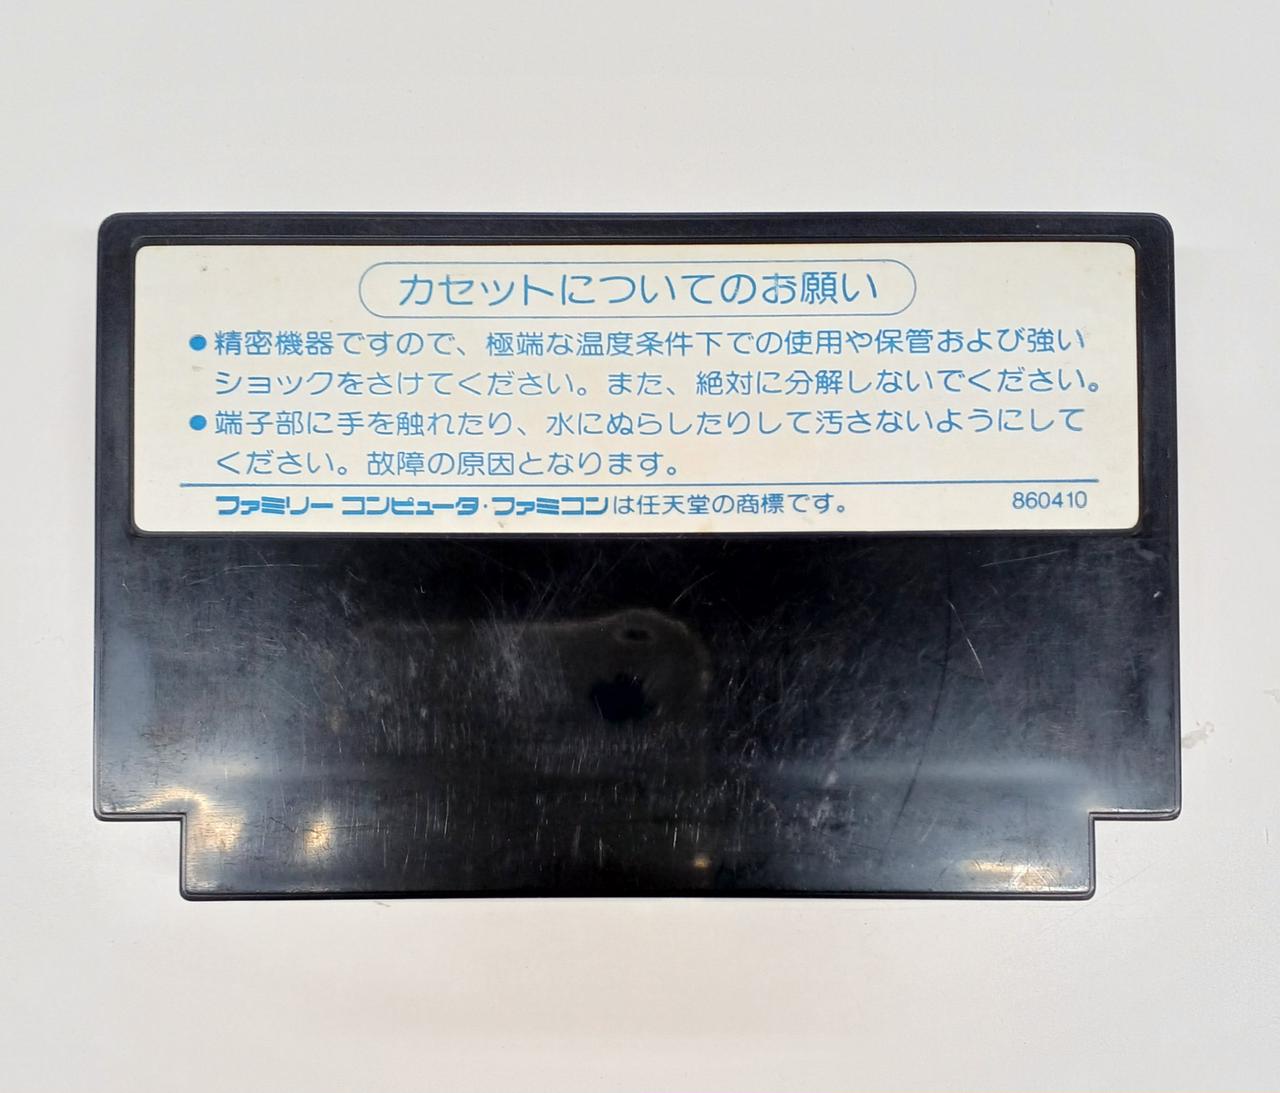 カセットについてのお願い
●精密機器ですので、極端な温度条件下での使用や保管および強い
ショックをさけてください。また、絶対に分解しないでください。
●端子部に手を触れたり、水にぬらしたりして汚さないようにして
ください。故障の原因となります。
ファミリーコンピュータ・ファミコンは任天堂の商標です。 860410